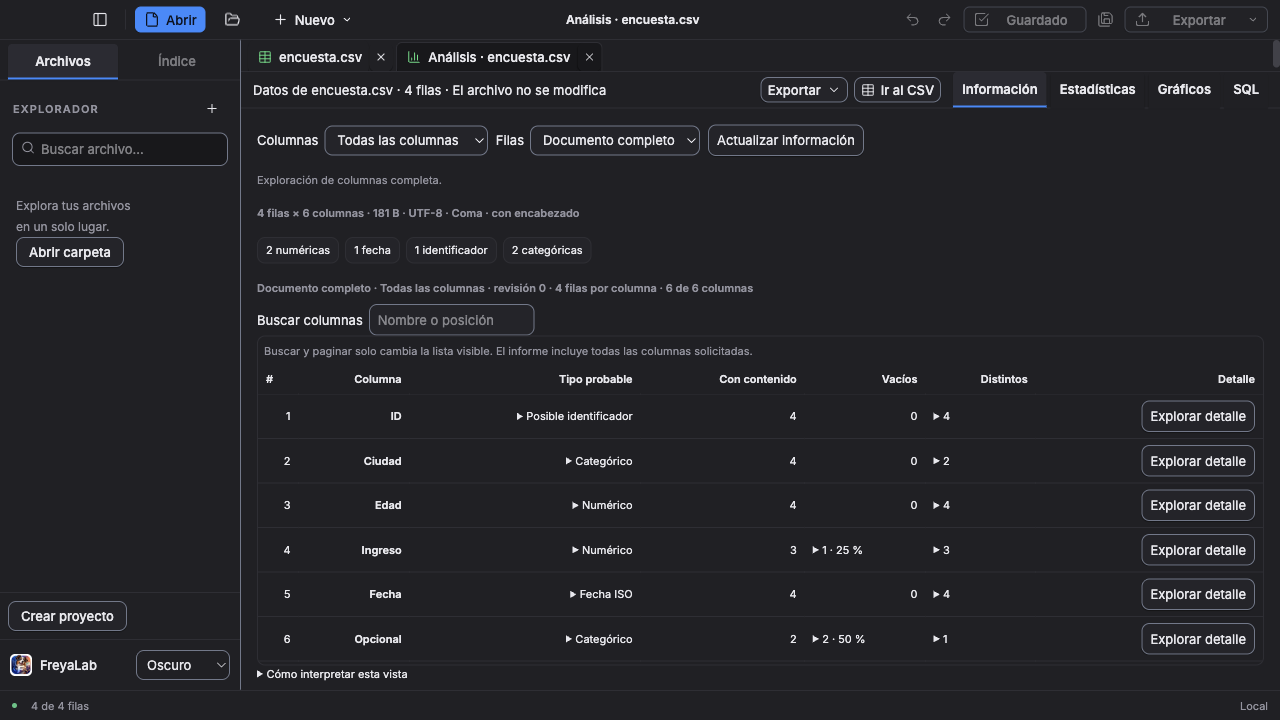 Abrir
Nuevo
Análisis · encuesta.csv
Guardado
Exportar
Archivos
Índice
encuesta.csv
Análisis · encuesta.csv
EXPLORADOR
Buscar archivo...
Explora tus archivos
en un solo lugar.
Abrir carpeta
Crear proyecto
FreyaLab
Oscuro
Datos de encuesta.csv · 4 filas · El archivo no se modifica
Exportar
Ir al CSV
Información
Estadísticas
Gráficos
SQL
Columnas Todas las columnas Filas Documento completo Actualizar información
Exploración de columnas completa.
4 filas × 6 columnas · 181 B · UTF-8 · Coma · con encabezado
2 numéricas 1 fecha 1 identificador 2 categóricas
Documento completo · Todas las columnas · revisión 0 · 4 filas por columna · 6 de 6 columnas
Buscar columnas Nombre o posición
Buscar y paginar solo cambia la lista visible. El informe incluye todas las columnas solicitadas.
# Columna Tipo probable Con contenido Vacíos Distintos Detalle
1 ID Posible identificador 4 0 4 Explorar detalle
2 Ciudad Categórico 4 0 2 Explorar detalle
3 Edad Numérico 4 0 4 Explorar detalle
4 Ingreso Numérico 3 1 · 25 % 3 Explorar detalle
5 Fecha Fecha ISO 4 0 4 Explorar detalle
6 Opcional Categórico 2 2 · 50 % 1 Explorar detalle
Cómo interpretar esta vista
4 de 4 filas
Local